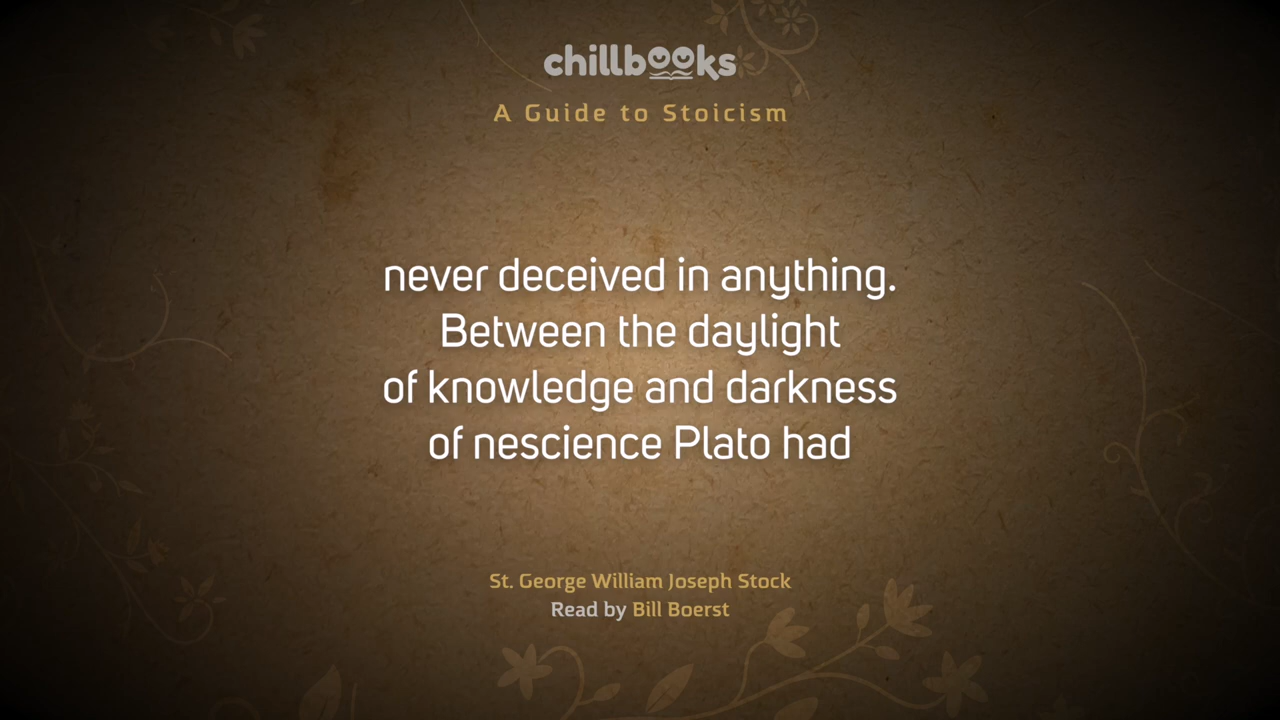 chillbooks
A Guide to Stoicism
never deceived in anything.
Between the daylight
of knowledge and darkness
of nescience Plato had
St. George William Joseph Stock
Read by Bill Boerst